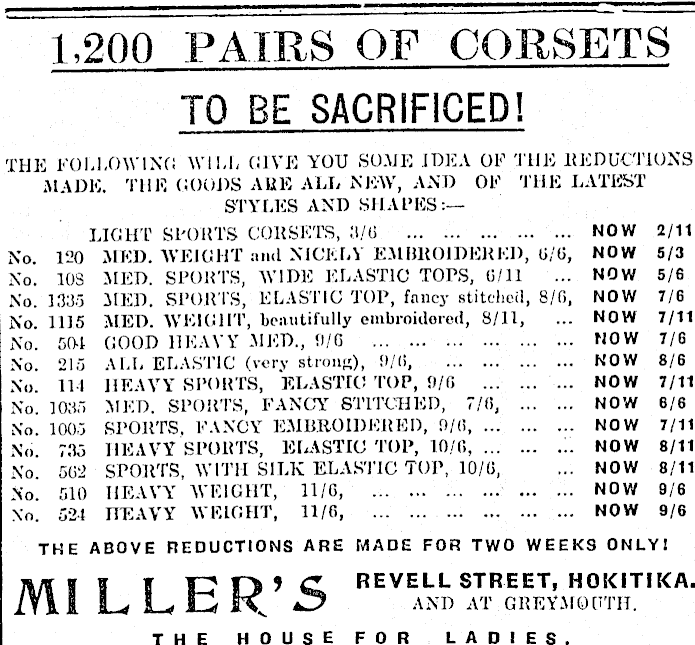 1,200 PAIRS OF CORSETS
TO BE SACRIFICED!
THE FOLLOWING WILL GIVE YOU SOME IDEA OF THE REDUCTIONS
MADE. THE GOODS ARE ALL NEW, AND OF THE LATEST
STYLES AND SHAPES:—
LIGHT SPORTS CORSETS, 3/6 ... ... ... ... ... NOW 2/11
No. 120 MED. WEIGHT and NICELY EMBROIDERED, 6/6, NOW 5/3
No. 108 MED. SPORTS, WIDE ELASTIC TOPS, 6/11 ... NOW 5/6
No. 1335 MED. SPORTS, ELASTIC TOP, fancy stitched, 8/6, NOW 7/6
No. 1115 MED. WEIGHT, beautifully embroidered, 8/11, ... NOW 7/11
No. 504 GOOD HEAVY MED., 9/6 ... ... ... ... ... ... NOW 7/6
No. 215 ALL ELASTIC (very strong), 9/6, ... ... ... ... NOW 8/6
No. 114 HEAVY SPORTS, ELASTIC TOP, 9/6 ... ... ... NOW 7/11
No. 1035 MED. SPORTS, FANCY STITCHED, 7/6, ... ... NOW 6/6
No. 1005 SPORTS, FANCY EMBROIDERED, 9/6, ... ... ... NOW 7/11
No. 735 HEAVY SPORTS, ELASTIC TOP, 10/6, ... ... NOW 8/11
No. 562 SPORTS, WITH SILK ELASTIC TOP, 10/6, ... NOW 8/11
No. 510 HEAVY WEIGHT, 11/6, ... ... ... ... ... ... NOW 9/6
No. 524 HEAVY WEIGHT, 11/6, ... ... ... ... ... ... NOW 9/6
THE ABOVE REDUCTIONS ARE MADE FOR TWO WEEKS ONLY!
MILLER'S REVELL STREET, HOKITIKA.
AND AT GREYMOUTH.
THE HOUSE FOR LADIES.